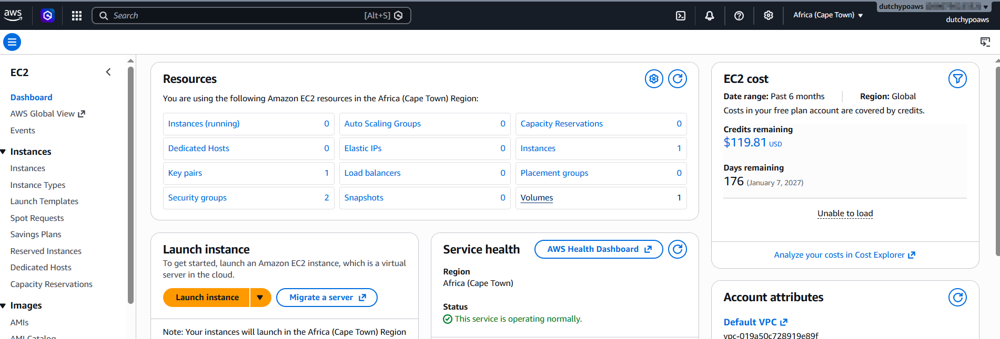 aws
Search [Alt+S]
Africa (Cape Town)
dutchypoaws
dutchypoaws
EC2
Dashboard
AWS Global View
Events
Instances
Instances
Instance Types
Launch Templates
Spot Requests
Savings Plans
Reserved Instances
Dedicated Hosts
Capacity Reservations
Images
AMIs
AMI Catalog
Resources
You are using the following Amazon EC2 resources in the Africa (Cape Town) Region:
Instances (running) 0
Auto Scaling Groups 0
Capacity Reservations 0
Dedicated Hosts 0
Elastic IPs 0
Instances 1
Key pairs 1
Load balancers 0
Placement groups 0
Security groups 2
Snapshots 0
Volumes 1
Launch instance
To get started, launch an Amazon EC2 instance, which is a virtual
server in the cloud.
Launch instance
Migrate a server
Note: Your instances will launch in the Africa (Cape Town) Region
Service health
AWS Health Dashboard
Region
Africa (Cape Town)
Status
This service is operating normally.
EC2 cost
Date range: Past 6 months
Region: Global
Costs in your free plan account are covered by credits.
Credits remaining
$119.81 USD
Days remaining
176 (January 7, 2027)
Unable to load
Analyze your costs in Cost Explorer
Account attributes
Default VPC
vpc-019a50c728919e89f